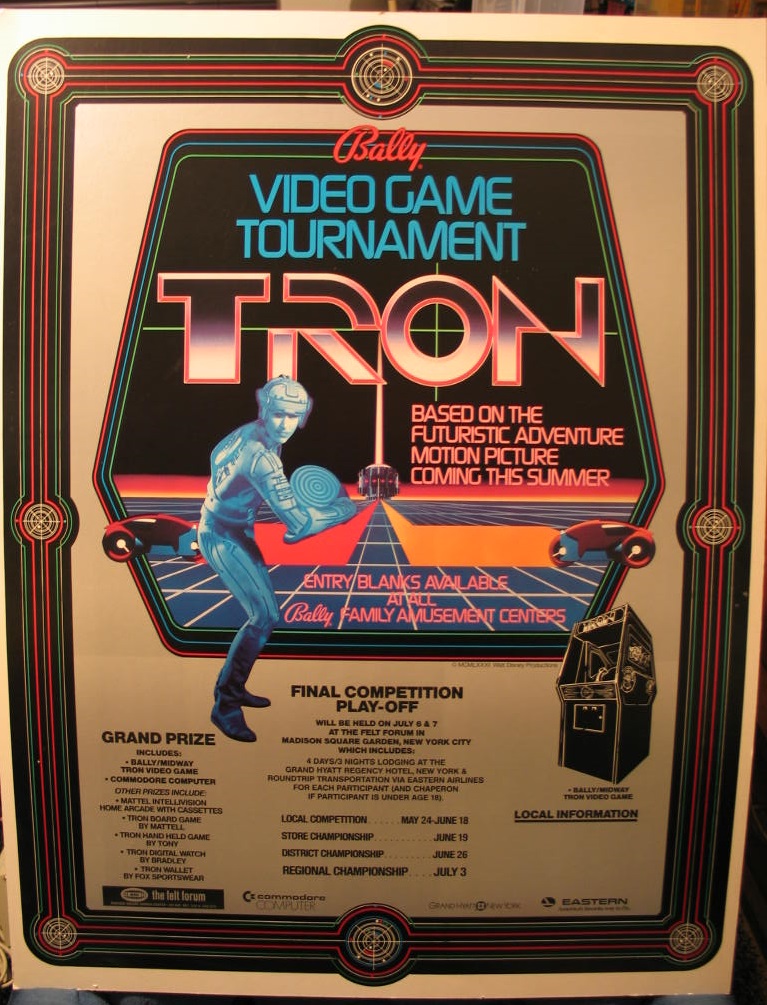 Bally
VIDEO GAME
TOURNAMENT
TRON
BASED ON THE
FUTURISTIC ADVENTURE
MOTION PICTURE
COMING THIS SUMMER
ENTRY BLANKS AVAILABLE
AT ALL
Bally FAMILY AMUSEMENT CENTERS
© MCMLXXXII Walt Disney Productions
FINAL COMPETITION
PLAY-OFF
WILL BE HELD ON JULY 6 & 7
AT THE FELT FORUM IN
MADISON SQUARE GARDEN, NEW YORK CITY
WHICH INCLUDES:
4 DAYS/3 NIGHTS LODGING AT THE
GRAND HYATT REGENCY HOTEL, NEW YORK &
ROUNDTRIP TRANSPORTATION VIA EASTERN AIRLINES
FOR EACH PARTICIPANT (AND CHAPERON
IF PARTICIPANT IS UNDER AGE 18).
LOCAL COMPETITION . . . . . . MAY 24-JUNE 18
STORE CHAMPIONSHIP . . . . . . . . . . JUNE 19
DISTRICT CHAMPIONSHIP . . . . . . . . . JUNE 26
REGIONAL CHAMPIONSHIP . . . . JULY 3
GRAND PRIZE
INCLUDES:
• BALLY/MIDWAY
TRON VIDEO GAME
• COMMODORE COMPUTER
OTHER PRIZES INCLUDE:
• MATTEL INTELLIVISION
HOME ARCADE WITH CASSETTES
• TRON BOARD GAME
BY MATTELL
• TRON HAND HELD GAME
BY TONY
• TRON DIGITAL WATCH
BY BRADLEY
• TRON WALLET
BY FOX SPORTSWEAR
TRON
• BALLY/MIDWAY
TRON VIDEO GAME
LOCAL INFORMATION
the felt forum
commodore
COMPUTER
GRAND HYATT NEW YORK
EASTERN